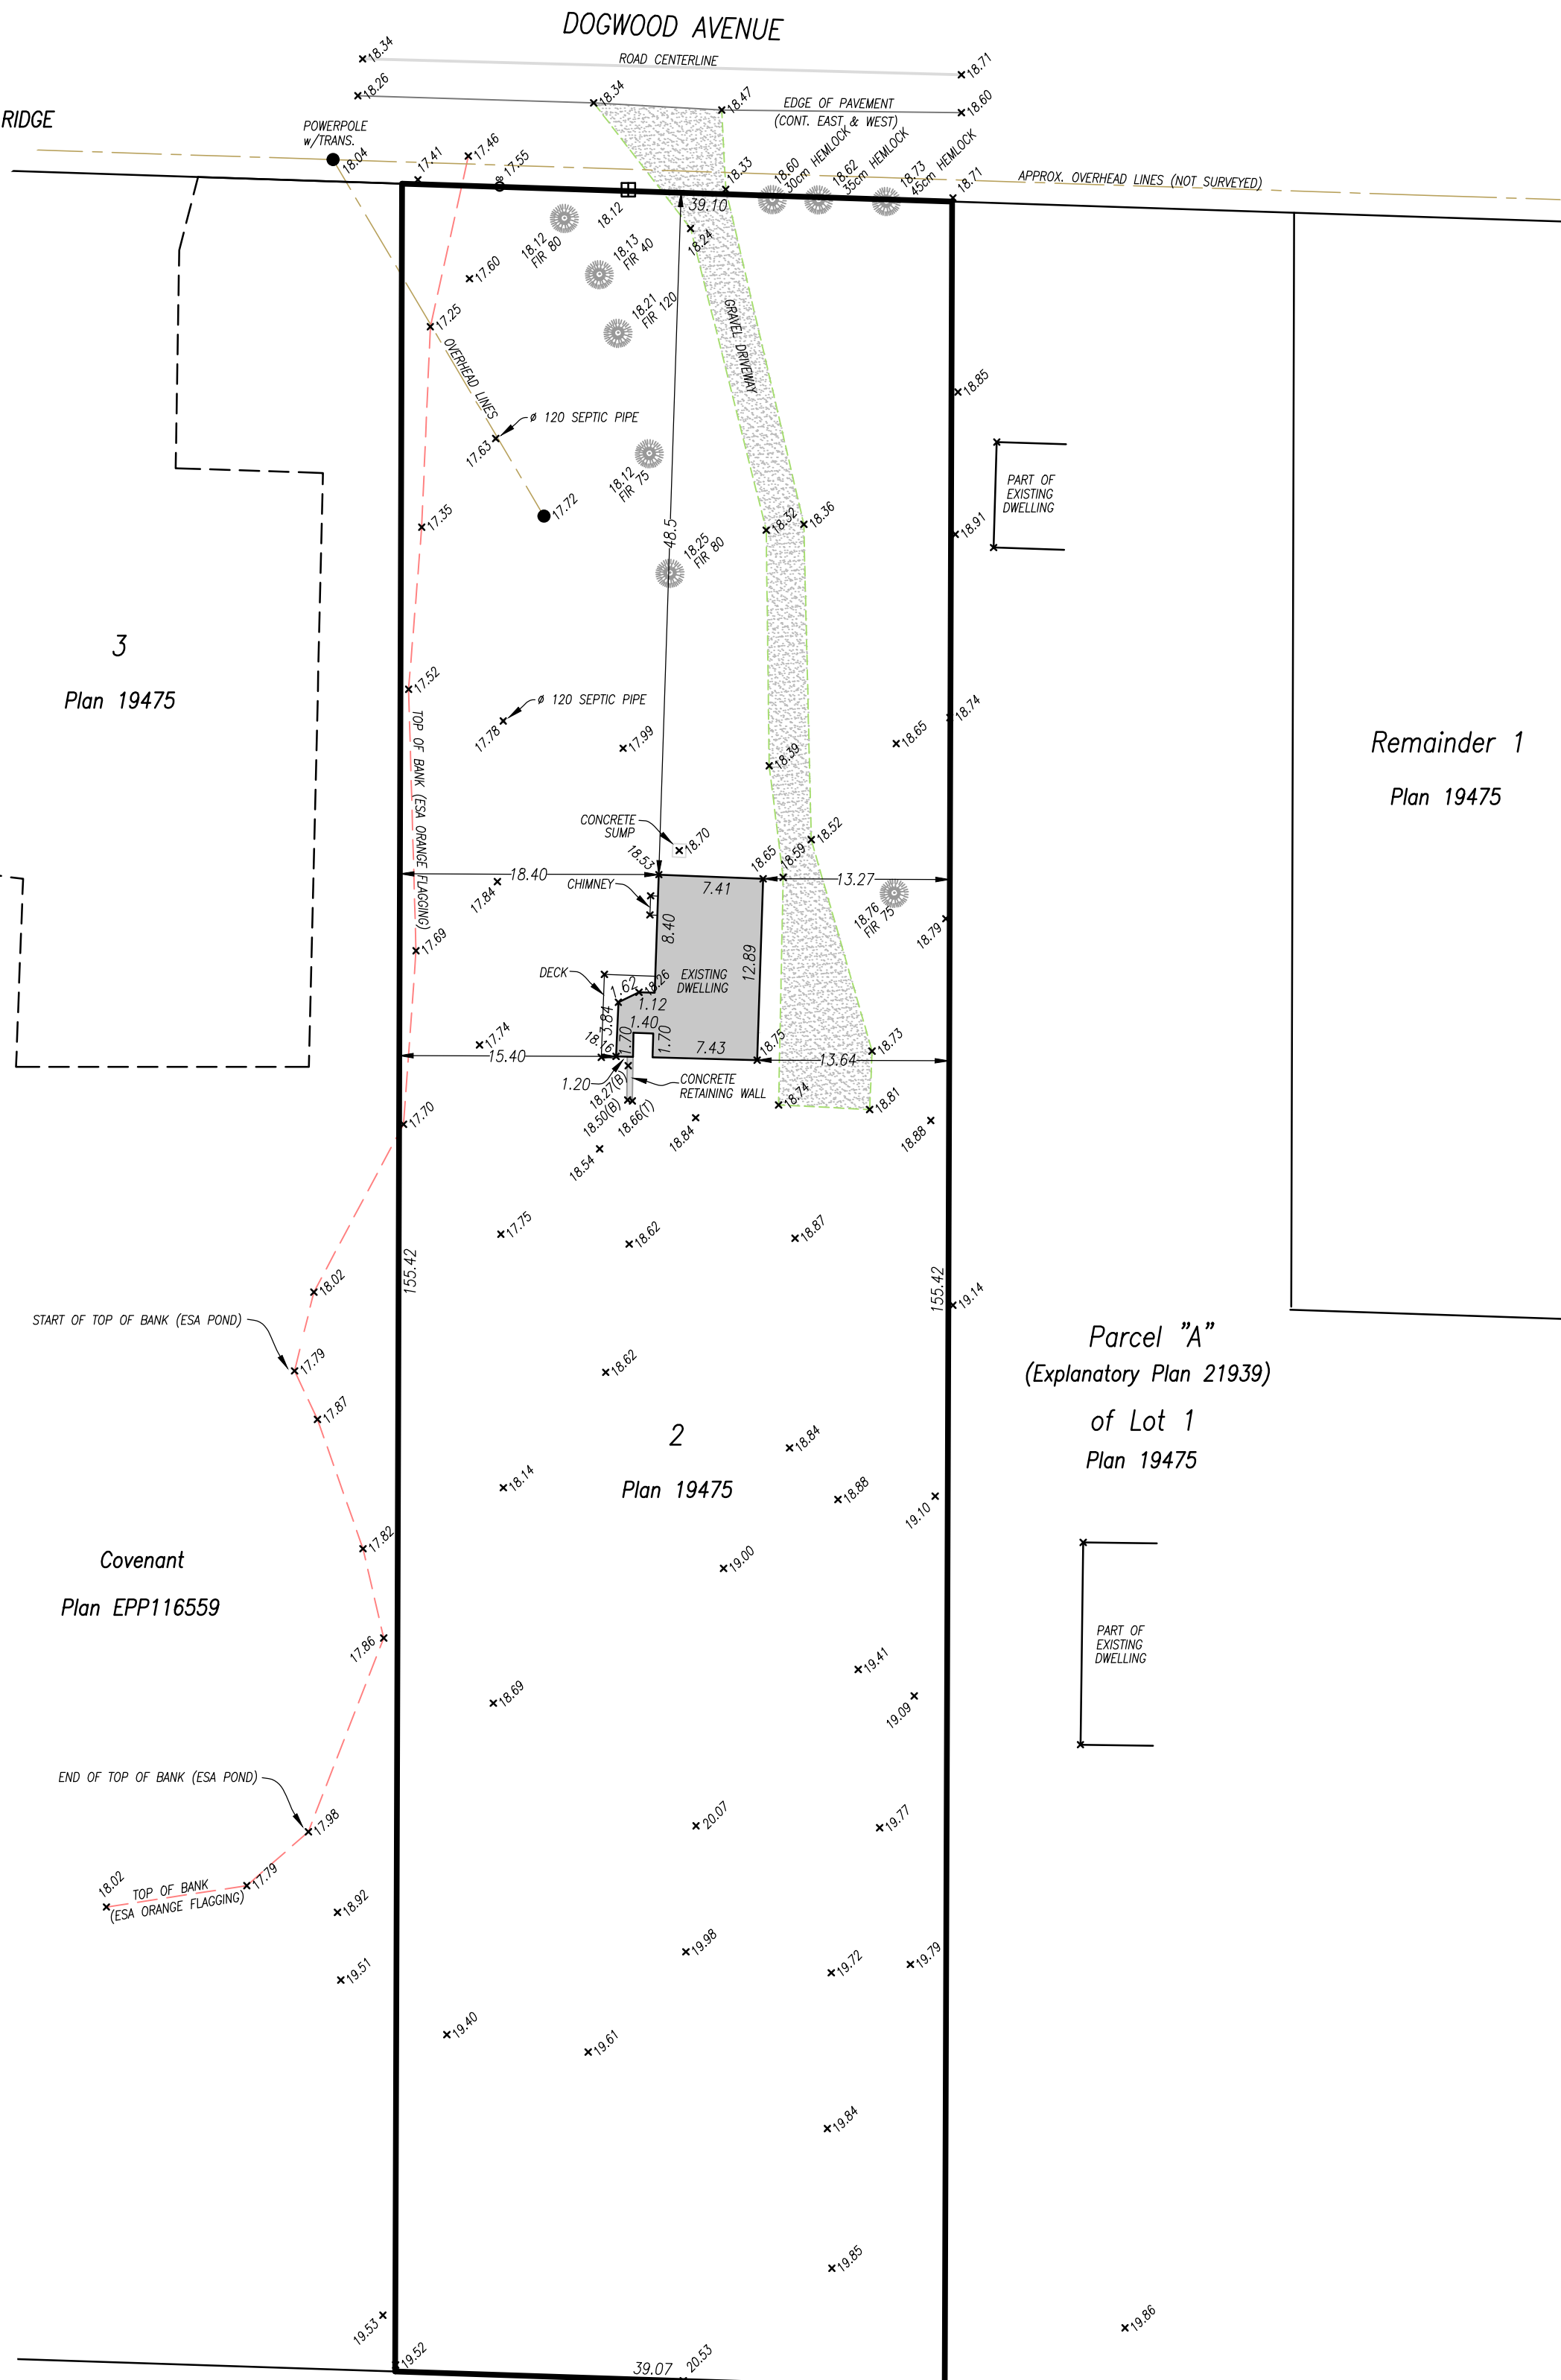 DOGWOOD AVENUE
18.34
ROAD CENTERLINE
18.71
18.26
18.34
18.47
EDGE OF PAVEMENT
(CONT. EAST & WEST)
18.60
RIDGE
POWERPOLE
w/TRANS.
18.04
17.41
17.46
17.55
18.12
18.33
18.60
30cm HEMLOCK
18.62
35cm HEMLOCK
18.73
45cm HEMLOCK
18.71
APPROX. OVERHEAD LINES (NOT SURVEYED)
39.10
18.24
18.12
FIR 80
18.13
FIR 40
17.60
18.21
FIR 120
17.25
GRAVEL DRIVEWAY
OVERHEAD LINES
18.85
ø 120 SEPTIC PIPE
17.63
18.12
FIR 75
PART OF
EXISTING
DWELLING
17.72
17.35
48.5
18.32
18.36
18.91
18.25
FIR 80
3
Plan 19475
17.52
TOP OF BANK (ESA ORANGE FLAGGING)
ø 120 SEPTIC PIPE
17.78
17.99
18.39
18.65
18.74
Remainder 1
Plan 19475
CONCRETE
SUMP
18.70
18.52
18.53
18.65
18.59
18.40
13.27
17.84
CHIMNEY
7.41
8.40
18.76
FIR 75
18.79
17.69
DECK
12.89
EXISTING
DWELLING
1.62
18.26
1.12
3.84
1.40
1.70
1.70
17.74
18.16
15.40
7.43
18.75
13.64
18.73
1.20
18.27(B)
CONCRETE
RETAINING WALL
18.50(B)
18.66(T)
18.74
18.81
17.70
18.84
18.88
18.54
17.75
18.62
18.87
155.42
155.42
18.02
19.14
START OF TOP OF BANK (ESA POND)
17.79
18.62
17.87
Parcel "A"
(Explanatory Plan 21939)
of Lot 1
Plan 19475
2
Plan 19475
18.84
18.14
18.88
19.10
17.82
19.00
Covenant
Plan EPP116559
17.86
PART OF
EXISTING
DWELLING
19.41
18.69
19.09
END OF TOP OF BANK (ESA POND)
17.98
20.07
19.77
18.02
TOP OF BANK
(ESA ORANGE FLAGGING)
17.79
18.92
19.98
19.51
19.72
19.79
19.40
19.61
19.84
19.85
19.53
19.86
19.52
39.07
20.53